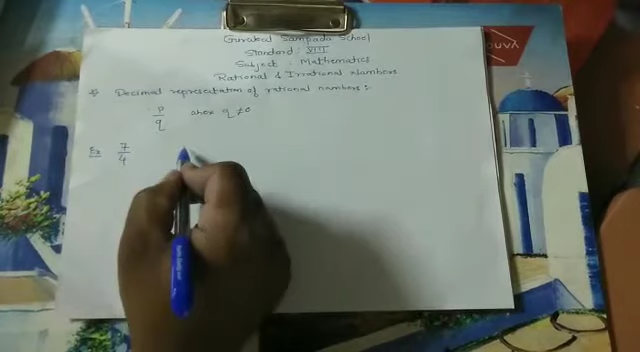 Gurukul Sampada School
Standard : VIII
Subject : Mathematics
Rational & Irrational Numbers
* Decimal representation of rational numbers :-
p/q q ≠ 0
Ex 7/4